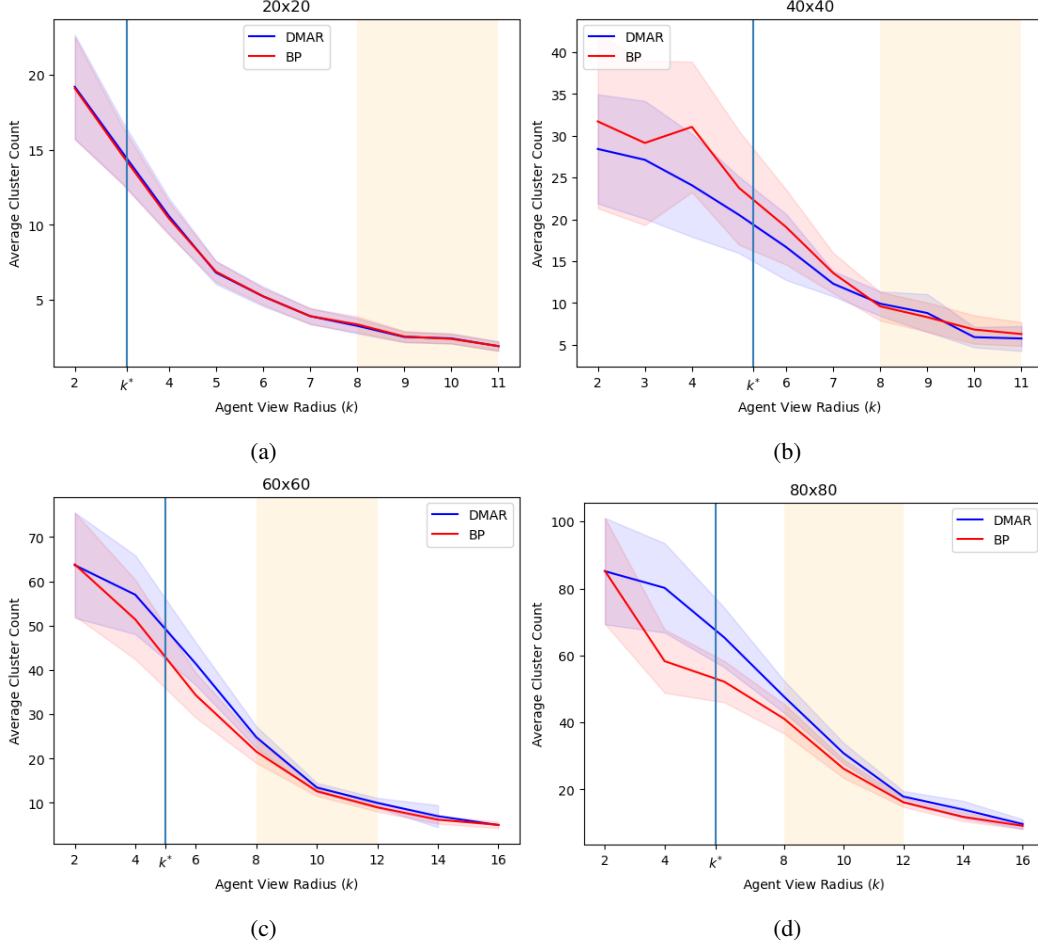 20x20
DMAR
BP
20
15
10
5
Average Cluster Count
2 k* 4 5 6 7 8 9 10 11
Agent View Radius (k)
(a)
40x40
DMAR
BP
40
35
30
25
20
15
10
5
Average Cluster Count
2 3 4 k* 6 7 8 9 10 11
Agent View Radius (k)
(b)
60x60
DMAR
BP
70
60
50
40
30
20
10
Average Cluster Count
2 4 k* 6 8 10 12 14 16
Agent View Radius (k)
(c)
80x80
DMAR
BP
100
80
60
40
20
Average Cluster Count
2 4 k* 8 10 12 14 16
Agent View Radius (k)
(d)